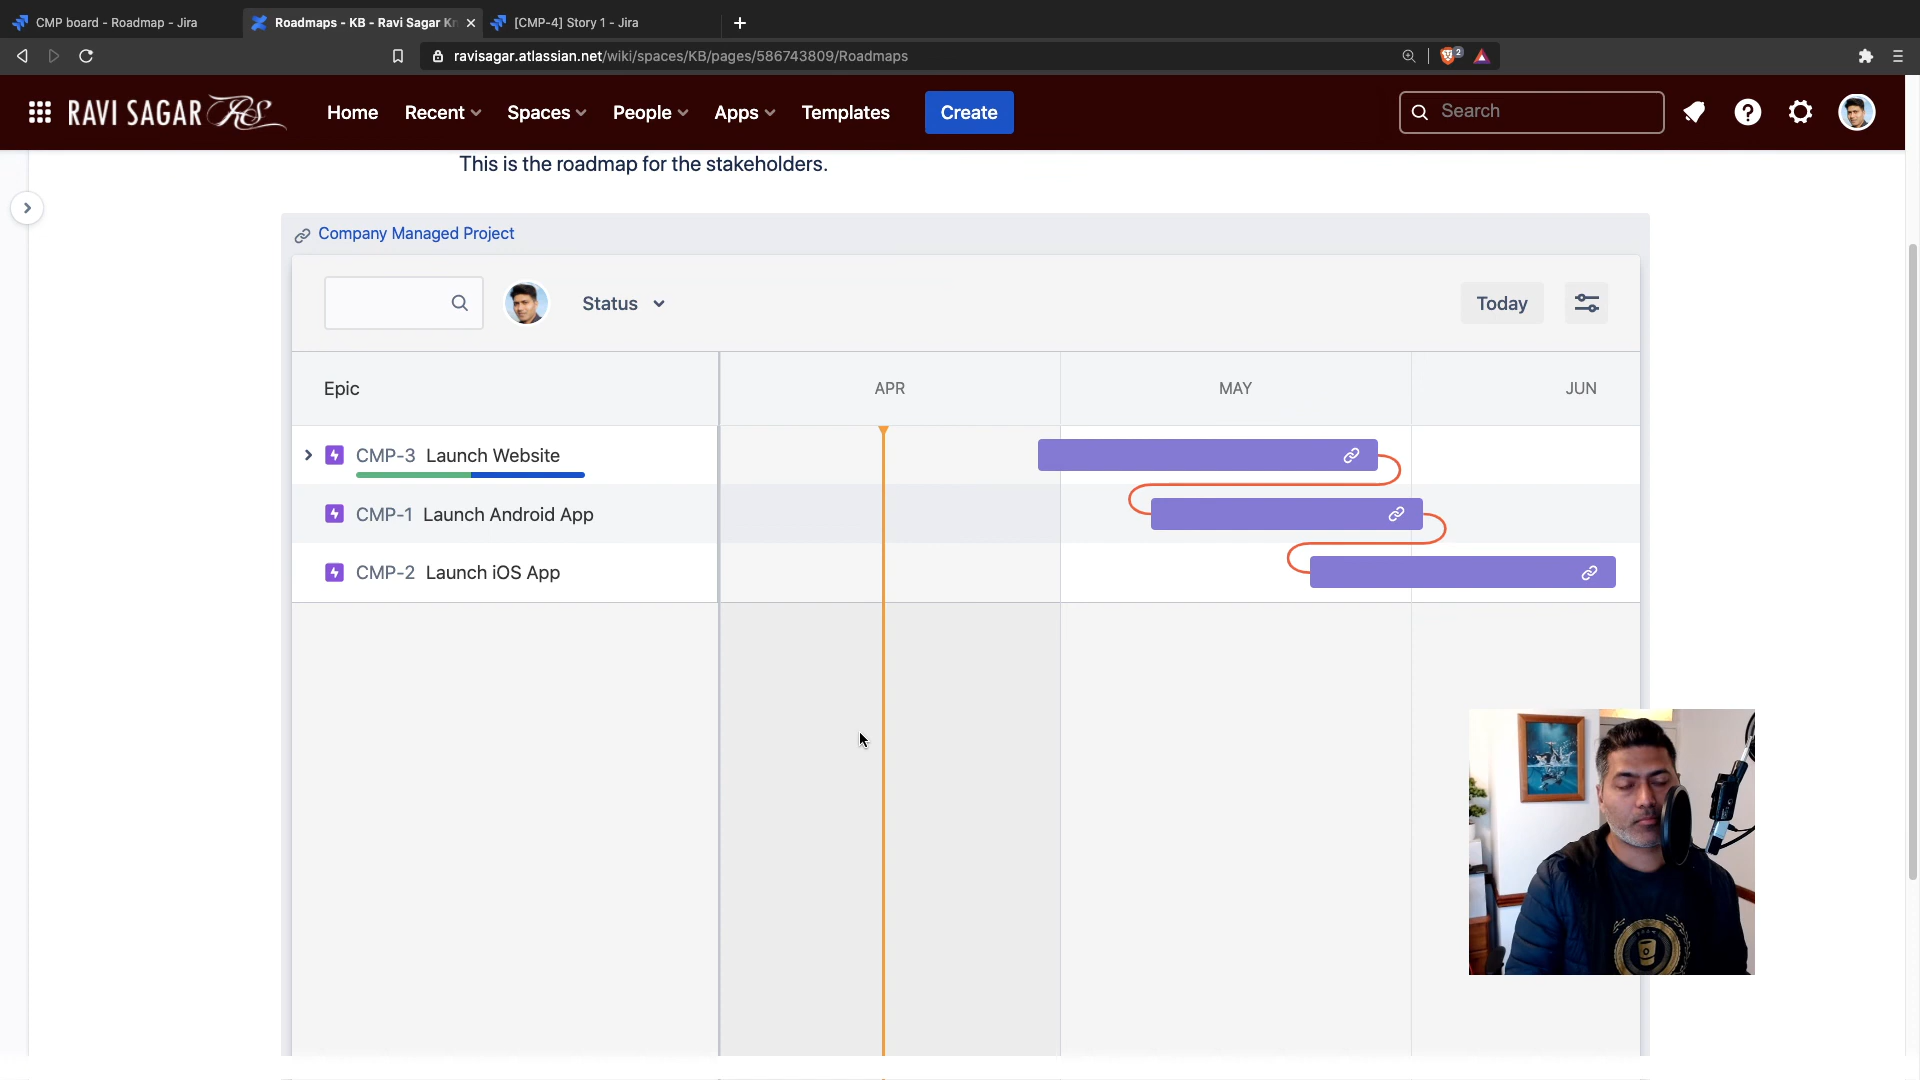 CMP board - Roadmap - Jira
Roadmaps - KB - Ravi Sagar Kn
[CMP-4] Story 1 - Jira
ravisagar.atlassian.net/wiki/spaces/KB/pages/586743809/Roadmaps
2
RAVI SAGAR RS
Home
Recent
Spaces
People
Apps
Templates
Create
Search
This is the roadmap for the stakeholders.
Company Managed Project
Status
Today
Epic
APR
MAY
JUN
CMP-3 Launch Website
CMP-1 Launch Android App
CMP-2 Launch iOS App